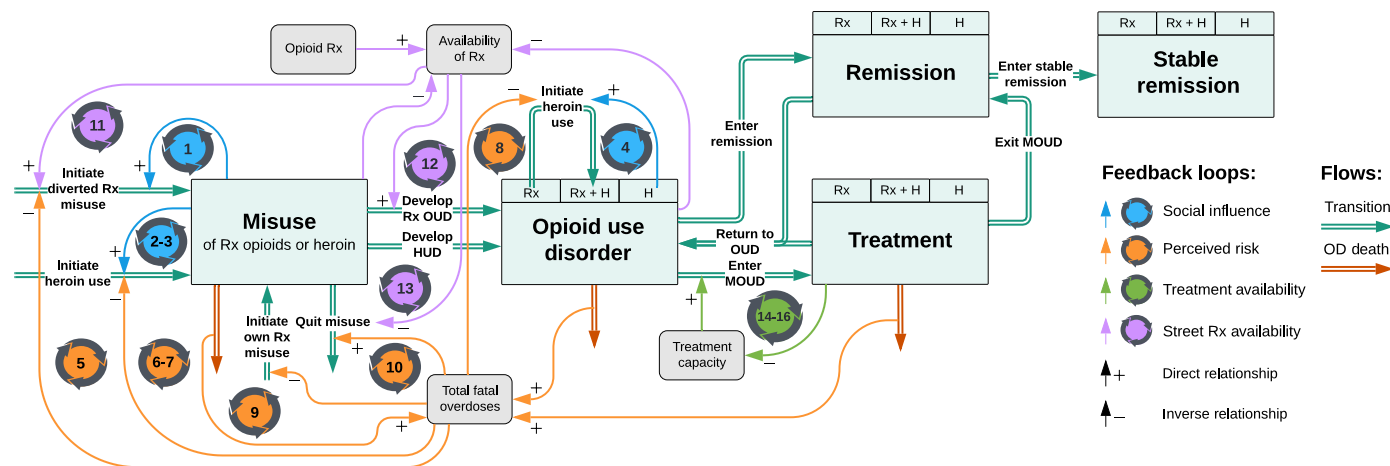 Opioid Rx
+
Availability
of Rx
−
−
Rx
Rx + H
H
Remission
Enter stable
remission
Rx
Rx + H
H
Stable
remission
11
+
1
+
Initiate
diverted Rx
misuse
−
−
Initiate
heroin
use
+
8
4
12
Enter
remission
Exit MOUD
Misuse
of Rx opioids or heroin
+
Develop
Rx OUD
Develop
HUD
Rx
Rx + H
H
Opioid use
disorder
Return to
OUD
Enter
MOUD
Rx
Rx + H
H
Treatment
2-3
+
Initiate
heroin use
−
13
−
Quit misuse
+
Initiate
own Rx
misuse
−
5
6-7
9
10
Total fatal
overdoses
+
+
+
+
Treatment
capacity
14-16
−
Feedback loops:
Social influence
Perceived risk
Treatment availability
Street Rx availability
+ Direct relationship
− Inverse relationship
Flows:
Transition
OD death